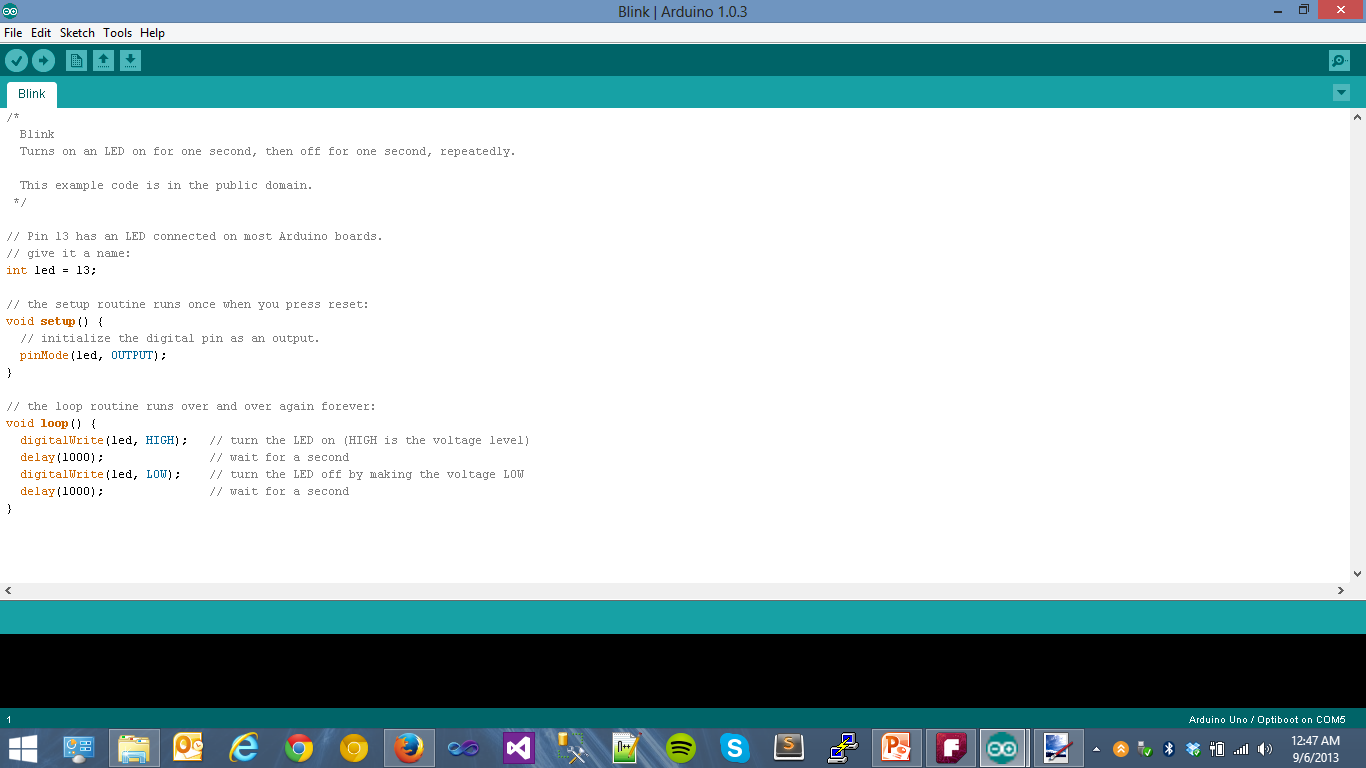 Blink | Arduino 1.0.3
File Edit Sketch Tools Help
Blink
/*
  Blink
  Turns on an LED on for one second, then off for one second, repeatedly.

  This example code is in the public domain.
 */

// Pin 13 has an LED connected on most Arduino boards.
// give it a name:
int led = 13;

// the setup routine runs once when you press reset:
void setup() {
  // initialize the digital pin as an output.
  pinMode(led, OUTPUT);
}

// the loop routine runs over and over again forever:
void loop() {
  digitalWrite(led, HIGH);   // turn the LED on (HIGH is the voltage level)
  delay(1000);               // wait for a second
  digitalWrite(led, LOW);    // turn the LED off by making the voltage LOW
  delay(1000);               // wait for a second
}
1
Arduino Uno / Optiboot on COM5
12:47 AM
9/6/2013